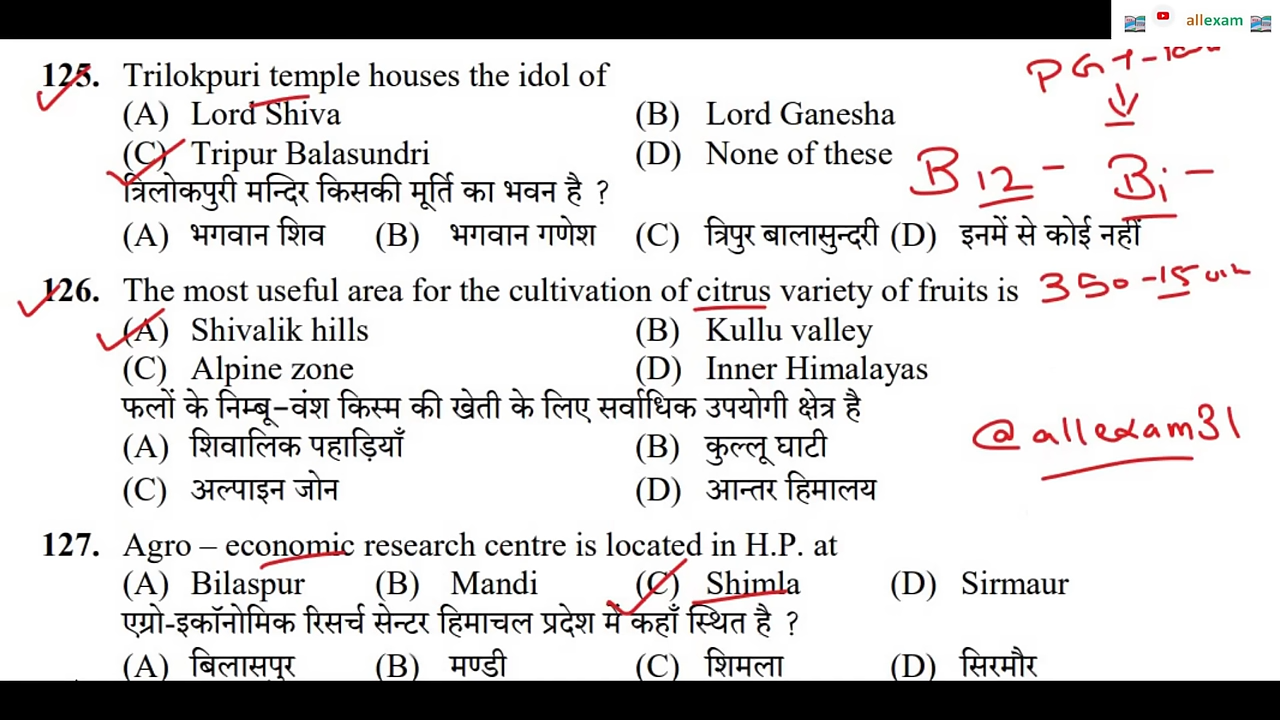 allexam
125. Trilokpuri temple houses the idol of
(A) Lord Shiva (B) Lord Ganesha
(C) Tripur Balasundri (D) None of these
त्रिलोकपुरी मन्दिर किसकी मूर्ति का भवन है ?
(A) भगवान शिव (B) भगवान गणेश (C) त्रिपुर बालासुन्दरी (D) इनमें से कोई नहीं
B12 -
126. The most useful area for the cultivation of citrus variety of fruits is
350-15
(A) Shivalik hills (B) Kullu valley
(C) Alpine zone (D) Inner Himalayas
फलों के निम्बू-वंश किस्म की खेती के लिए सर्वाधिक उपयोगी क्षेत्र है
(A) शिवालिक पहाड़ियाँ (B) कुल्लू घाटी
@allexam31
(C) अल्पाइन जोन (D) आन्तर हिमालय
127. Agro – economic research centre is located in H.P. at
(A) Bilaspur (B) Mandi (C) Shimla (D) Sirmaur
एग्रो-इकॉनोमिक रिसर्च सेन्टर हिमाचल प्रदेश में कहाँ स्थित है ?
(A) बिलासपुर (B) मण्डी (C) शिमला (D) सिरमौर